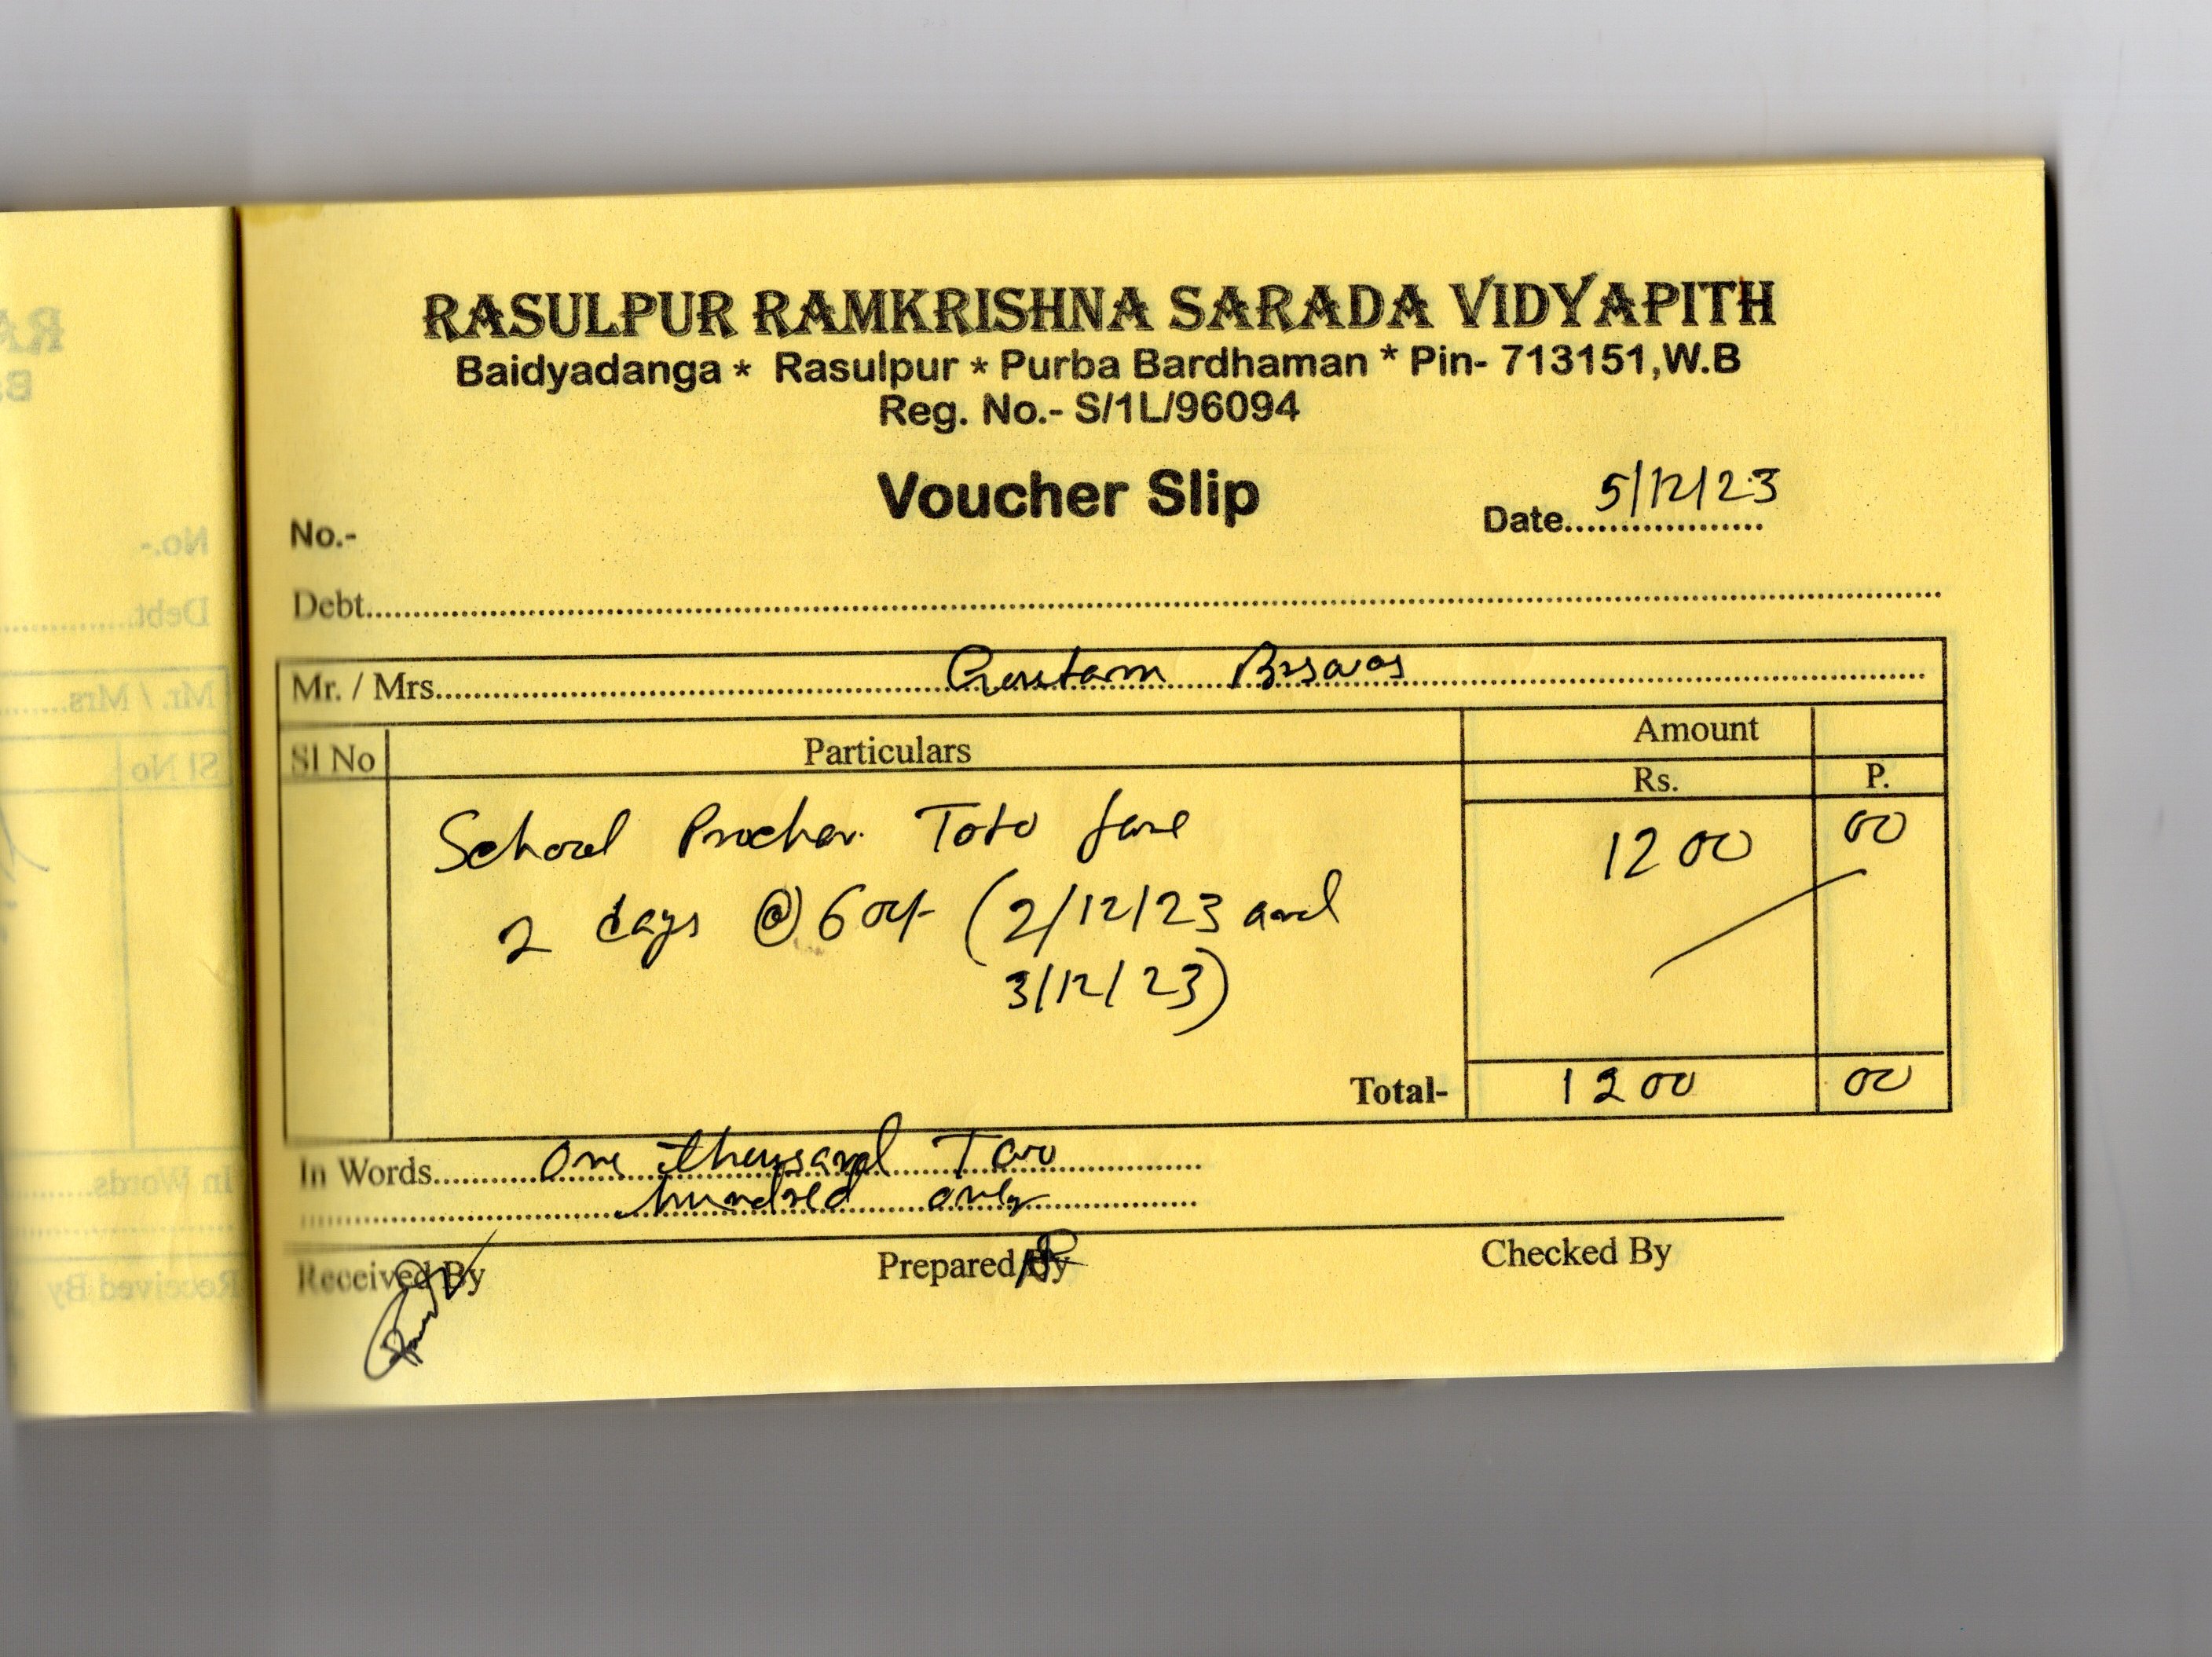 RASULPUR RAMKRISHNA SARADA VIDYAPITH
Baidyadanga * Rasulpur * Purba Bardhaman * Pin- 713151,W.B
Reg. No.- S/1L/96094
Voucher Slip
No.-
Date 5/12/23
Debt
Mr. / Mrs. Goutam Biswas
Sl No Particulars Amount
Rs. P.
School Prochar Toto fare 1200 00
2 days @ 600/- (2/12/23 and
3/12/23)
Total- 1200 00
In Words One thousand Two
hundred only
Received By Prepared By Checked By